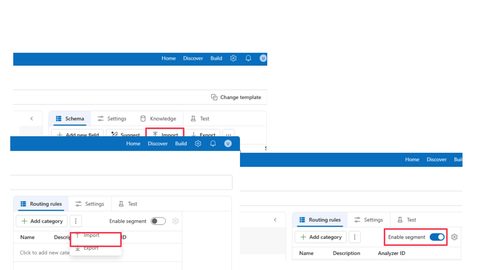 Home Discover Build U
Change template
Schema Settings Knowledge Test
Add new field Suggest Import Export ...
Home Discover Build U
Routing rules Settings Test
Add category Enable segment
Name ID
Import
Click to add new cate
Export
Home Discover Build U
Routing rules Settings Test
Add category Enable segment
Name Description Analyzer ID